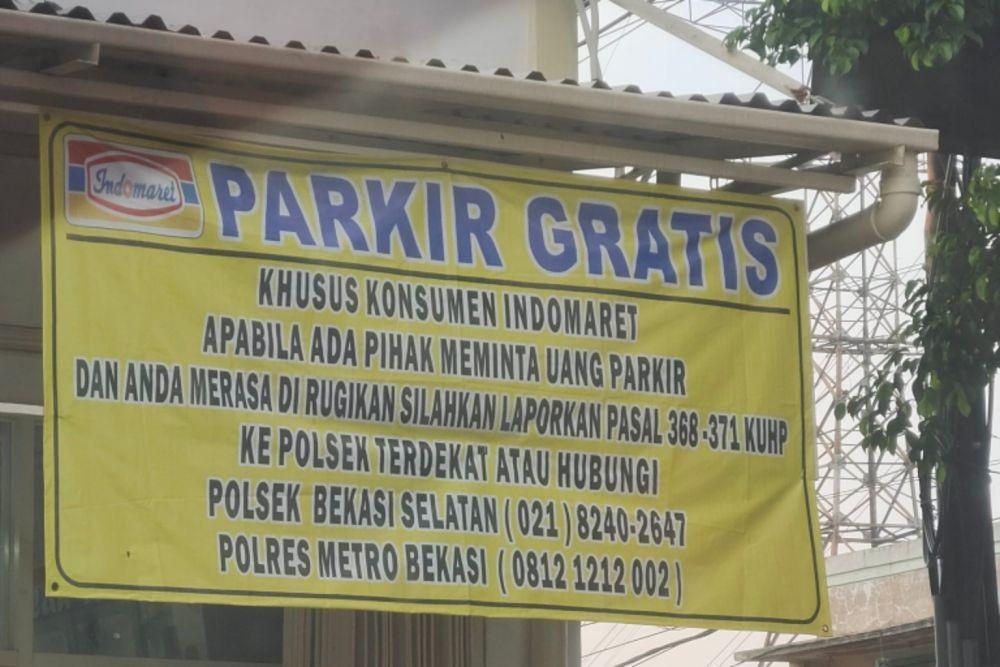 Indomaret
PARKIR GRATIS
KHUSUS KONSUMEN INDOMARET
APABILA ADA PIHAK MEMINTA UANG PARKIR
DAN ANDA MERASA DI RUGIKAN SILAHKAN LAPORKAN PASAL 368-371 KUHP
KE POLSEK TERDEKAT ATAU HUBUNGI
POLSEK BEKASI SELATAN ( 021 ) 8240-2647
POLRES METRO BEKASI ( 0812 1212 002 )